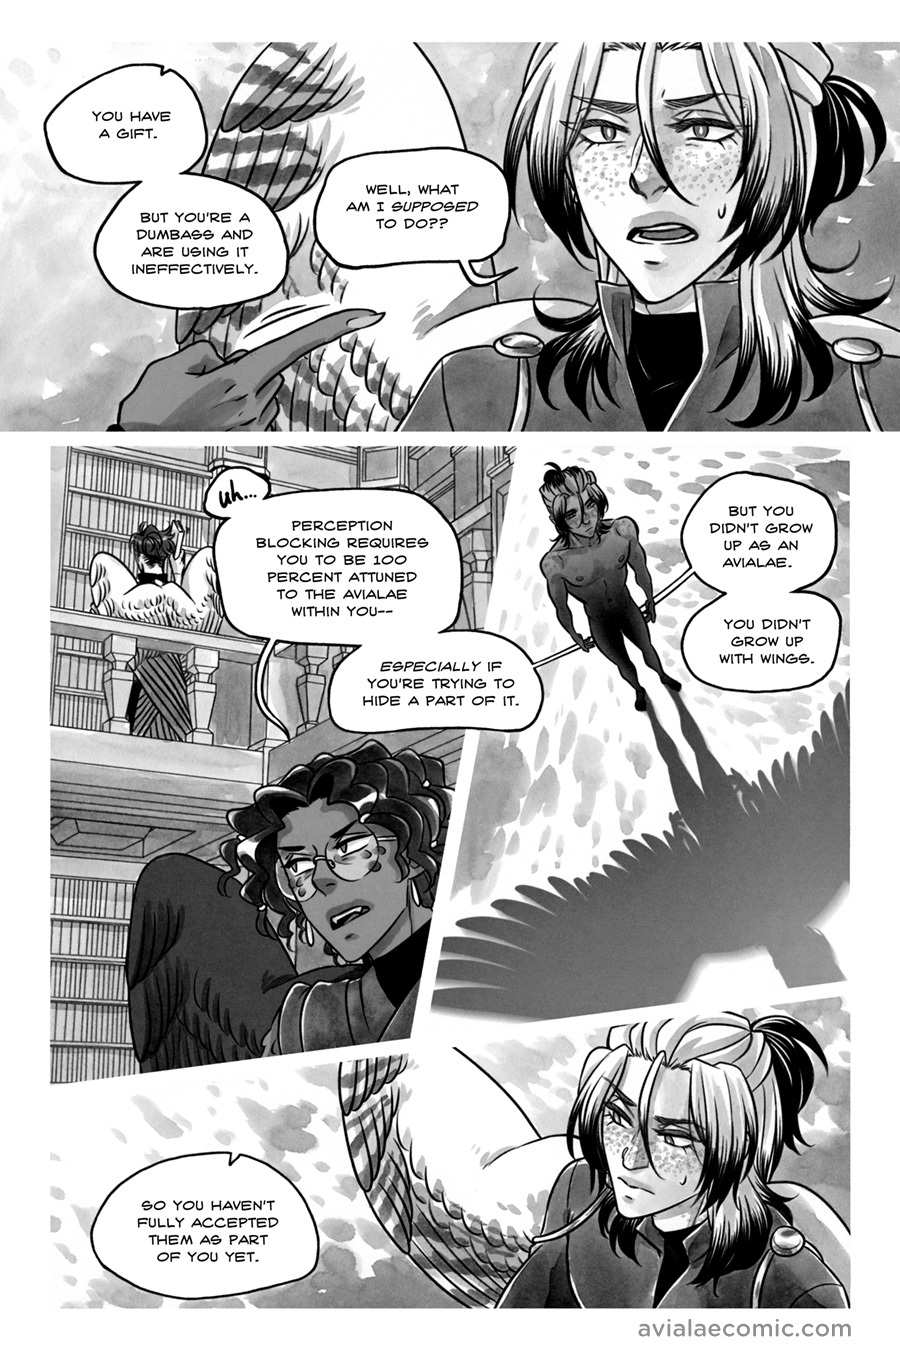 YOU HAVE
A GIFT.
BUT YOU'RE A
DUMBASS AND
ARE USING IT
INEFFECTIVELY.
WELL, WHAT
AM I SUPPOSED
TO DO??
uh...
PERCEPTION
BLOCKING REQUIRES
YOU TO BE 100
PERCENT ATTUNED
TO THE AVIALAE
WITHIN YOU--
ESPECIALLY IF
YOU'RE TRYING TO
HIDE A PART OF IT.
BUT YOU
DIDN'T GROW
UP AS AN
AVIALAE.
YOU DIDN'T
GROW UP
WITH WINGS.
SO YOU HAVEN'T
FULLY ACCEPTED
THEM AS PART
OF YOU YET.
avialaecomic.com